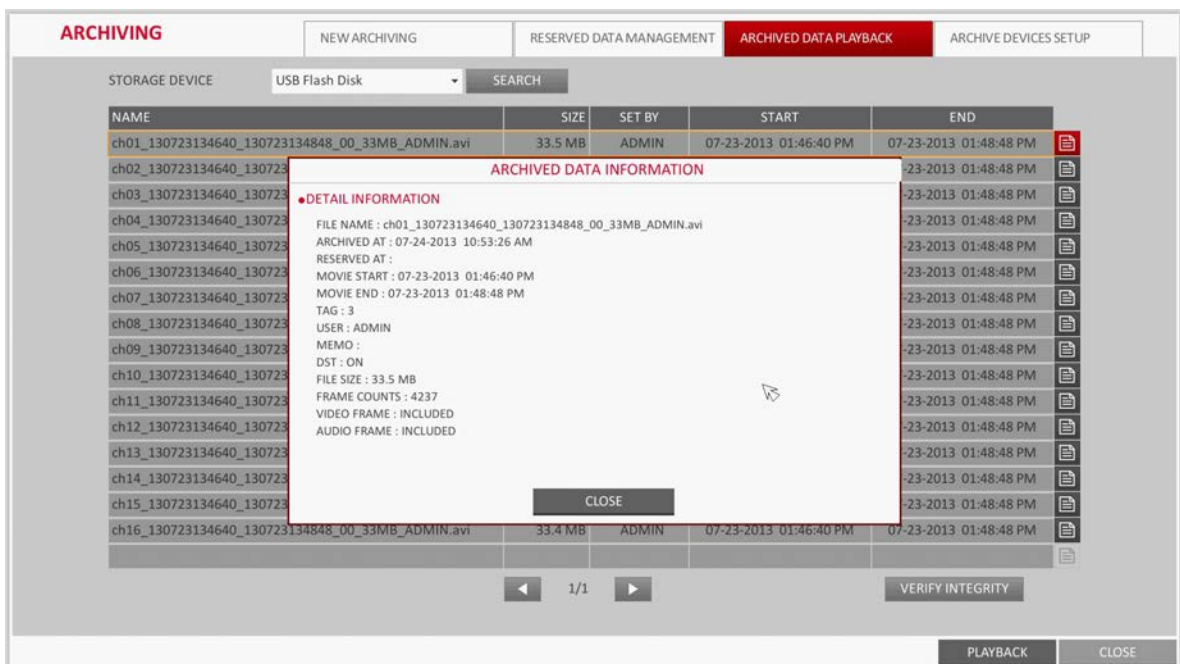 ARCHIVING
NEW ARCHIVING
RESERVED DATA MANAGEMENT
ARCHIVED DATA PLAYBACK
ARCHIVE DEVICES SETUP
STORAGE DEVICE USB Flash Disk SEARCH
NAME SIZE SET BY START END
ch01_130723134640_130723134848_00_33MB_ADMIN.avi 33.5 MB ADMIN 07-23-2013 01:46:40 PM 07-23-2013 01:48:48 PM
ch02_130723134640_130723 -23-2013 01:48:48 PM
ch03_130723134640_130723 -23-2013 01:48:48 PM
ch04_130723134640_130723 -23-2013 01:48:48 PM
ch05_130723134640_130723 -23-2013 01:48:48 PM
ch06_130723134640_130723 -23-2013 01:48:48 PM
ch07_130723134640_130723 -23-2013 01:48:48 PM
ch08_130723134640_130723 -23-2013 01:48:48 PM
ch09_130723134640_130723 -23-2013 01:48:48 PM
ch10_130723134640_130723 -23-2013 01:48:48 PM
ch11_130723134640_130723 -23-2013 01:48:48 PM
ch12_130723134640_130723 -23-2013 01:48:48 PM
ch13_130723134640_130723 -23-2013 01:48:48 PM
ch14_130723134640_130723 -23-2013 01:48:48 PM
ch15_130723134640_130723 -23-2013 01:48:48 PM
ch16_130723134640_130723134848_00_33MB_ADMIN.avi 33.4 MB ADMIN 07-23-2013 01:46:40 PM 07-23-2013 01:48:48 PM
ARCHIVED DATA INFORMATION
●DETAIL INFORMATION
FILE NAME : ch01_130723134640_130723134848_00_33MB_ADMIN.avi
ARCHIVED AT : 07-24-2013 10:53:26 AM
RESERVED AT :
MOVIE START : 07-23-2013 01:46:40 PM
MOVIE END : 07-23-2013 01:48:48 PM
TAG : 3
USER : ADMIN
MEMO :
DST : ON
FILE SIZE : 33.5 MB
FRAME COUNTS : 4237
VIDEO FRAME : INCLUDED
AUDIO FRAME : INCLUDED
CLOSE
1/1
VERIFY INTEGRITY
PLAYBACK
CLOSE